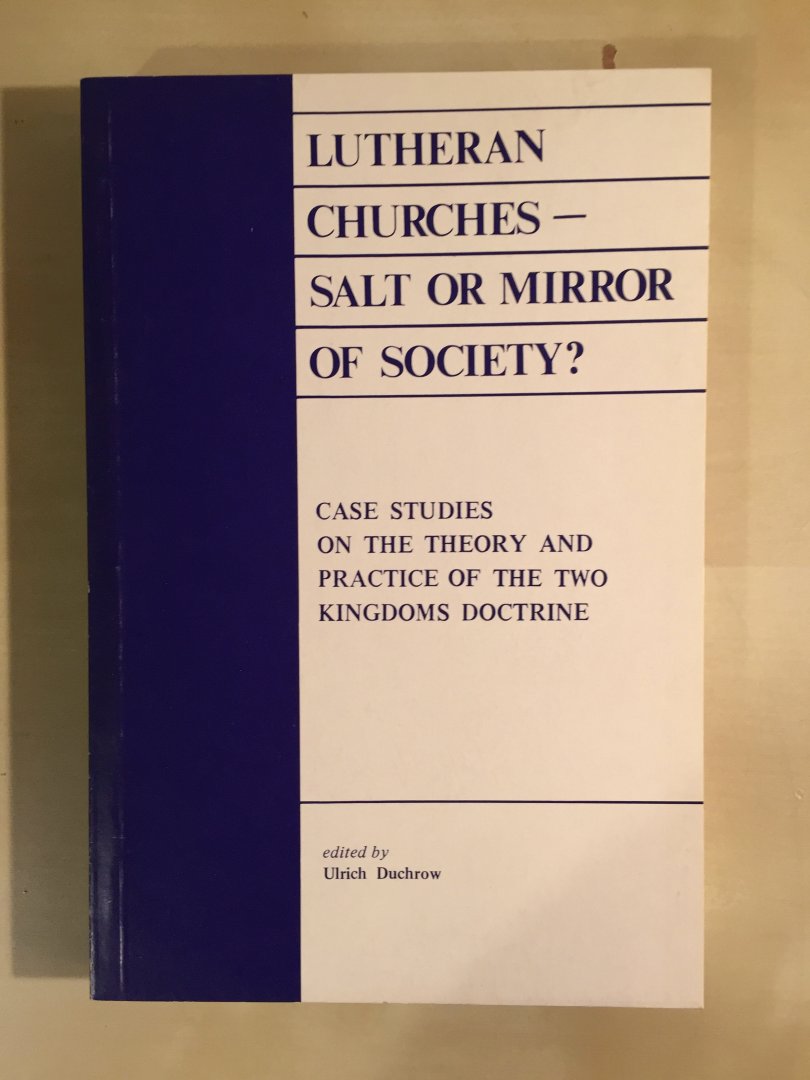 LUTHERAN
CHURCHES —
SALT OR MIRROR
OF SOCIETY?
CASE STUDIES
ON THE THEORY AND
PRACTICE OF THE TWO
KINGDOMS DOCTRINE
edited by
Ulrich Duchrow